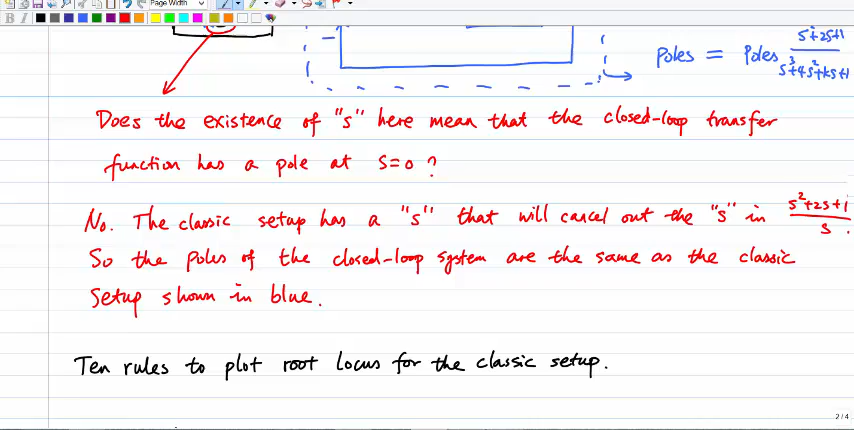 Page Width
B I
Poles = Poles s²+2s+1 / s³+4s²+ks+1
Does the existence of "s" here mean that the closed-loop transfer
function has a pole at s=0 ?
No. The classic setup has a "s" that will cancel out the "s" in s²+2s+1 / s .
So the poles of the closed-loop system are the same as the classic
setup shown in blue.
Ten rules to plot root locus for the classic setup.
2 / 4